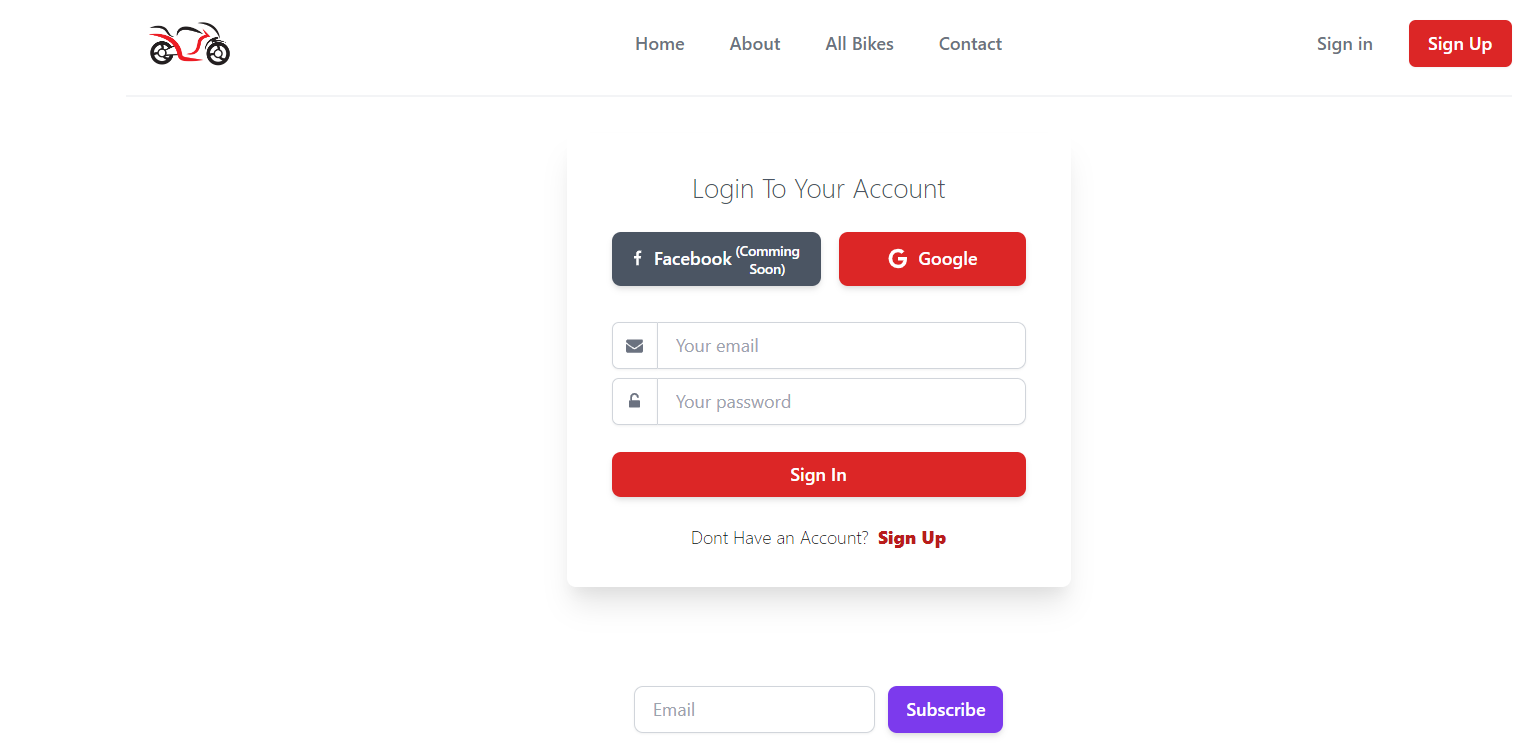 Home About All Bikes Contact Sign in Sign Up
Login To Your Account
Facebook (Comming Soon) Google
Your email
Your password
Sign In
Dont Have an Account? Sign Up
Email Subscribe